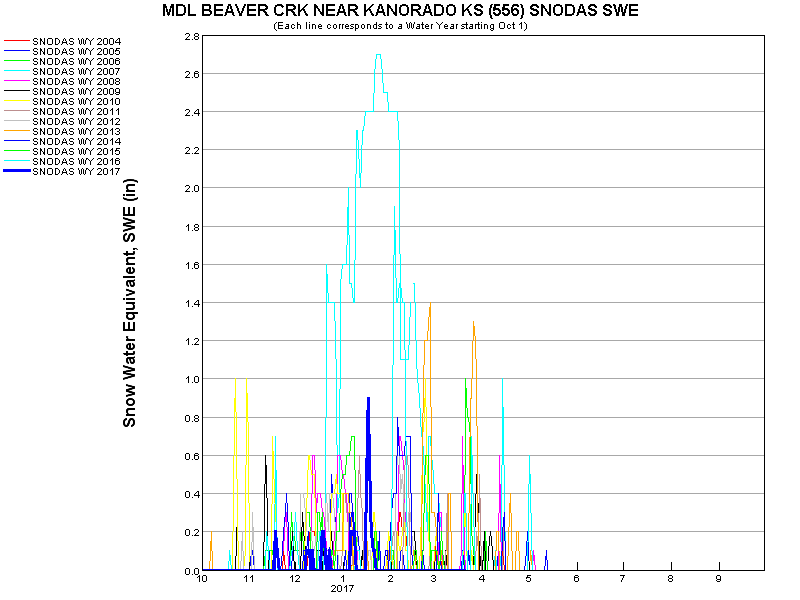 MDL BEAVER CRK NEAR KANORADO KS (556) SNODAS SWE
(Each line corresponds to a Water Year starting Oct 1)
SNODAS WY 2004
SNODAS WY 2005
SNODAS WY 2006
SNODAS WY 2007
SNODAS WY 2008
SNODAS WY 2009
SNODAS WY 2010
SNODAS WY 2011
SNODAS WY 2012
SNODAS WY 2013
SNODAS WY 2014
SNODAS WY 2015
SNODAS WY 2016
SNODAS WY 2017
Snow Water Equivalent, SWE (in)
2.8
2.6
2.4
2.2
2.0
1.8
1.6
1.4
1.2
1.0
0.8
0.6
0.4
0.2
0.0
10 11 12 1 2 3 4 5 6 7 8 9
2017